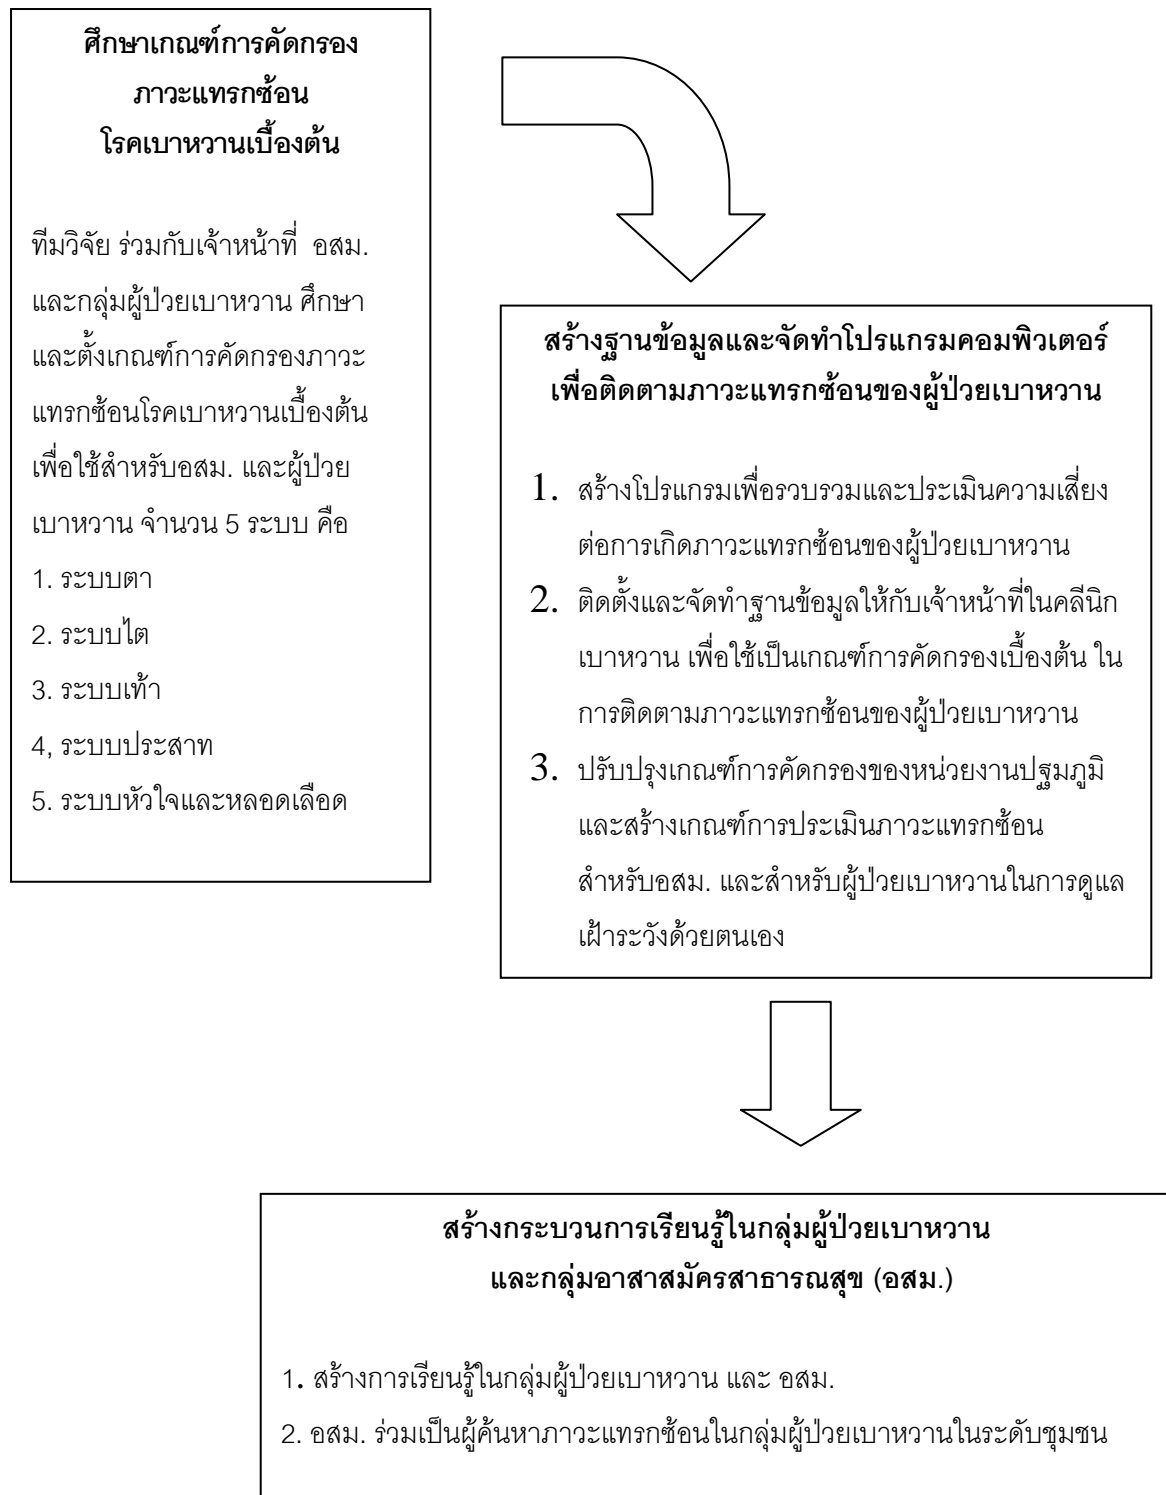 ศึกษาเกณฑ์การคัดกรอง
ภาวะแทรกซ้อน
โรคเบาหวานเบื้องต้น
ทีมวิจัย ร่วมกับเจ้าหน้าที่ อสม.
และกลุ่มผู้ป่วยเบาหวาน ศึกษา
และตั้งเกณฑ์การคัดกรองภาวะ
แทรกซ้อนโรคเบาหวานเบื้องต้น
เพื่อใช้สำหรับอสม. และผู้ป่วย
เบาหวาน จำนวน 5 ระบบ คือ
1. ระบบตา
2. ระบบไต
3. ระบบเท้า
4, ระบบประสาท
5. ระบบหัวใจและหลอดเลือด
สร้างฐานข้อมูลและจัดทำโปรแกรมคอมพิวเตอร์
เพื่อติดตามภาวะแทรกซ้อนของผู้ป่วยเบาหวาน
1. สร้างโปรแกรมเพื่อรวบรวมและประเมินความเสี่ยง
ต่อการเกิดภาวะแทรกซ้อนของผู้ป่วยเบาหวาน
2. ติดตั้งและจัดทำฐานข้อมูลให้กับเจ้าหน้าที่ในคลีนิก
เบาหวาน เพื่อใช้เป็นเกณฑ์การคัดกรองเบื้องต้น ใน
การติดตามภาวะแทรกซ้อนของผู้ป่วยเบาหวาน
3. ปรับปรุงเกณฑ์การคัดกรองของหน่วยงานปฐมภูมิ
และสร้างเกณฑ์การประเมินภาวะแทรกซ้อน
สำหรับอสม. และสำหรับผู้ป่วยเบาหวานในการดูแล
เฝ้าระวังด้วยตนเอง
สร้างกระบวนการเรียนรู้ในกลุ่มผู้ป่วยเบาหวาน
และกลุ่มอาสาสมัครสาธารณสุข (อสม.)
1. สร้างการเรียนรู้ในกลุ่มผู้ป่วยเบาหวาน และ อสม.
2. อสม. ร่วมเป็นผู้ค้นหาภาวะแทรกซ้อนในกลุ่มผู้ป่วยเบาหวานในระดับชุมชน